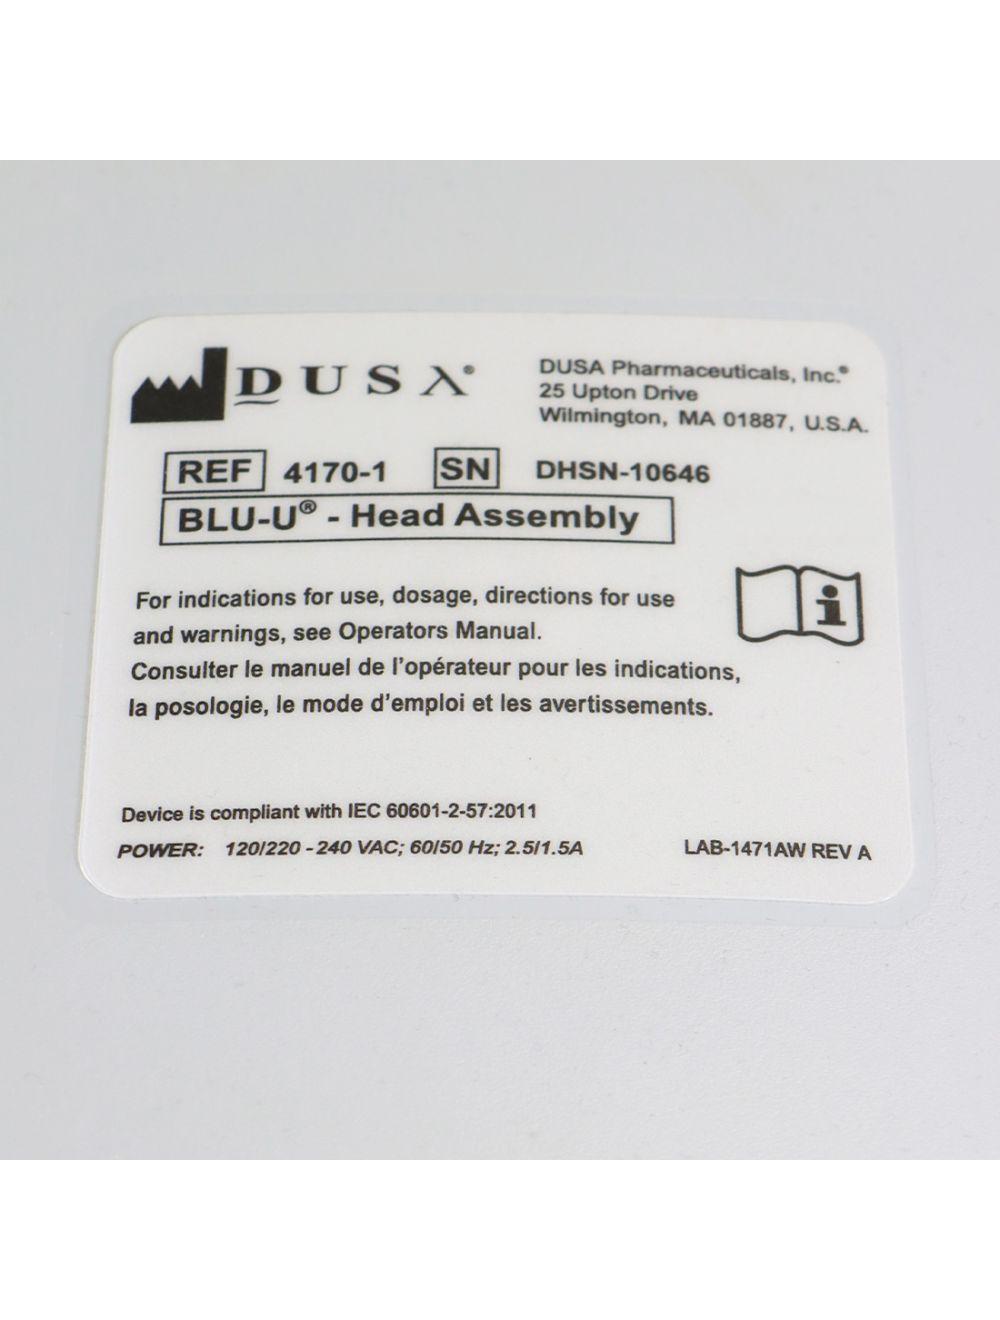 DUSA®
DUSA Pharmaceuticals, Inc.®
25 Upton Drive
Wilmington, MA 01887, U.S.A.
REF 4170-1 SN DHSN-10646
BLU-U® - Head Assembly
For indications for use, dosage, directions for use
and warnings, see Operators Manual.
Consulter le manuel de l'opérateur pour les indications,
la posologie, le mode d'emploi et les avertissements.
Device is compliant with IEC 60601-2-57:2011
POWER: 120/220 - 240 VAC; 60/50 Hz; 2.5/1.5A LAB-1471AW REV A